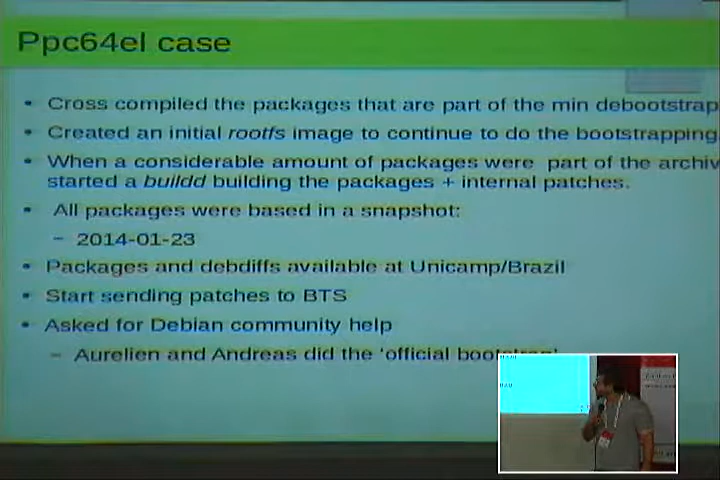 Ppc64el case
• Cross compiled the packages that are part of the min debootstrap
• Created an initial rootfs image to continue to do the bootstrapping
• When a considerable amount of packages were part of the archiv
started a buildd building the packages + internal patches.
• All packages were based in a snapshot:
– 2014-01-23
• Packages and debdiffs available at Unicamp/Brazil
• Start sending patches to BTS
• Asked for Debian community help
– Aurelien and Andreas did the 'official bootstrap'